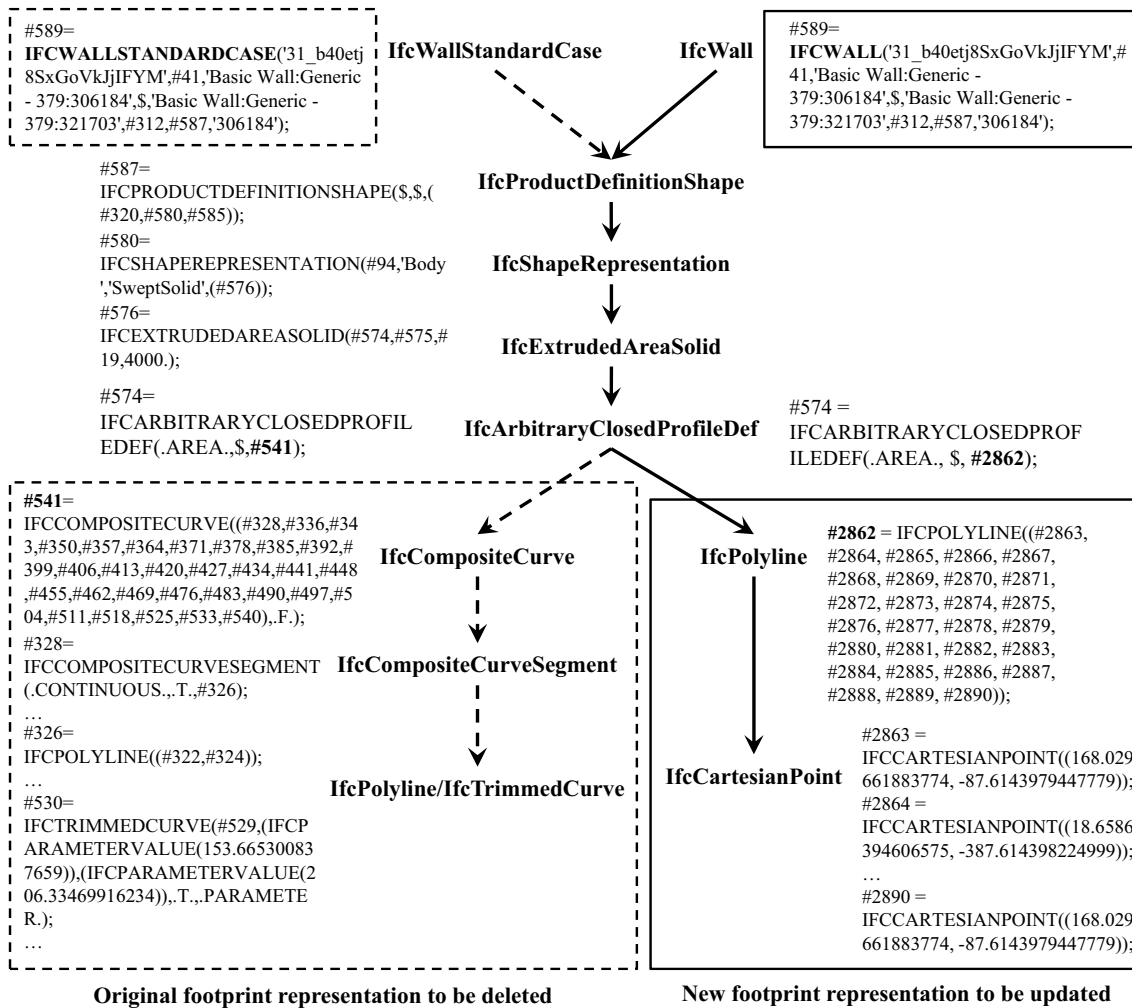 #589=
IFCWALLSTANDARDCASE('31_b40etj
8SxGoVkJjIFYM',#41,'Basic Wall:Generic
- 379:306184',$,'Basic Wall:Generic -
379:321703',#312,#587,'306184');
IfcWallStandardCase
IfcWall
#589=
IFCWALL('31_b40etj8SxGoVkJjIFYM',#
41,'Basic Wall:Generic -
379:306184',$,'Basic Wall:Generic -
379:321703',#312,#587,'306184');
#587=
IFCPRODUCTDEFINITIONSHAPE($,$,(
#320,#580,#585));
IfcProductDefinitionShape
#580=
IFCSHAPEREPRESENTATION(#94,'Body
','SweptSolid',(#576));
IfcShapeRepresentation
#576=
IFCEXTRUDEDAREASOLID(#574,#575,#
19,4000.);
IfcExtrudedAreaSolid
#574=
IFCARBITRARYCLOSEDPROFIL
EDEF(.AREA.,$,#541);
IfcArbitraryClosedProfileDef
#574 =
IFCARBITRARYCLOSEDPROF
ILEDEF(.AREA., $, #2862);
#541=
IFCCOMPOSITECURVE((#328,#336,#34
3,#350,#357,#364,#371,#378,#385,#392,#
399,#406,#413,#420,#427,#434,#441,#448
,#455,#462,#469,#476,#483,#490,#497,#5
04,#511,#518,#525,#533,#540),.F.);
IfcCompositeCurve
#328=
IFCCOMPOSITECURVESEGMENT
(.CONTINUOUS.,.T.,#326);
…
IfcCompositeCurveSegment
#326=
IFCPOLYLINE((#322,#324));
…
IfcPolyline/IfcTrimmedCurve
#530=
IFCTRIMMEDCURVE(#529,(IFCP
ARAMETERVALUE(153.66530083
7659)),(IFCPARAMETERVALUE(2
06.33469916234)),.T.,.PARAMETE
R.);
…
IfcPolyline
#2862 = IFCPOLYLINE((#2863,
#2864, #2865, #2866, #2867,
#2868, #2869, #2870, #2871,
#2872, #2873, #2874, #2875,
#2876, #2877, #2878, #2879,
#2880, #2881, #2882, #2883,
#2884, #2885, #2886, #2887,
#2888, #2889, #2890));
IfcCartesianPoint
#2863 =
IFCCARTESIANPOINT((168.029
661883774, -87.6143979447779));
#2864 =
IFCCARTESIANPOINT((18.6586
394606575, -387.614398224999));
…
#2890 =
IFCCARTESIANPOINT((168.029
661883774, -87.6143979447779));
Original footprint representation to be deleted
New footprint representation to be updated